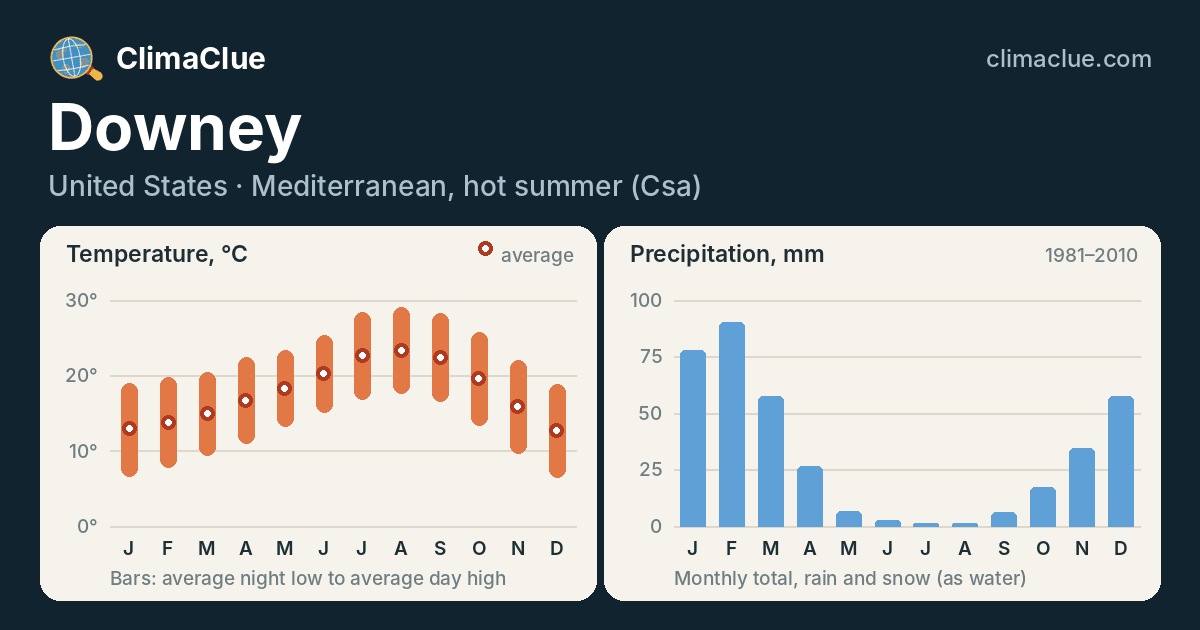 ClimaClue
climaclue.com
Downey
United States · Mediterranean, hot summer (Csa)
Temperature, °C
average
30°
20°
10°
0°
J F M A M J J A S O N D
Bars: average night low to average day high
Precipitation, mm
1981–2010
100
75
50
25
0
J F M A M J J A S O N D
Monthly total, rain and snow (as water)